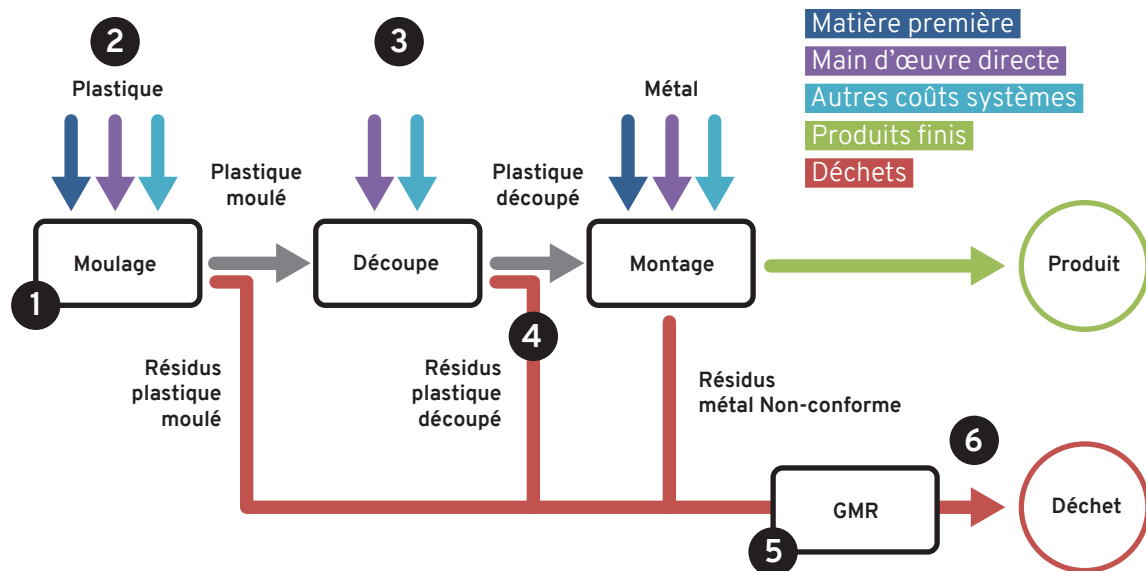 2
3
Matière première
Main d’œuvre directe
Autres coûts systèmes
Produits finis
Déchets
Plastique
Métal
Plastique
moulé
Plastique
découpé
Moulage
Découpe
Montage
Produit
1
4
Résidus
plastique
moulé
Résidus
plastique
découpé
Résidus
métal Non-conforme
6
GMR
Déchet
5